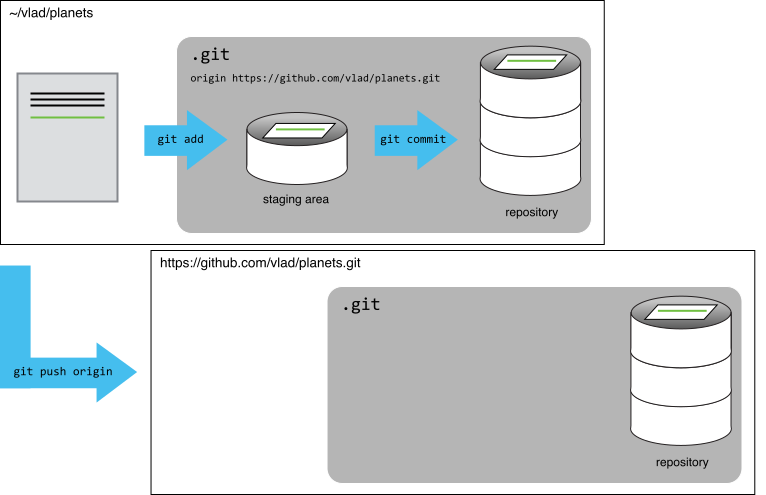 ~/vlad/planets
.git
origin https://github.com/vlad/planets.git
git add
git commit
staging area
repository
https://github.com/vlad/planets.git
.git
git push origin
repository